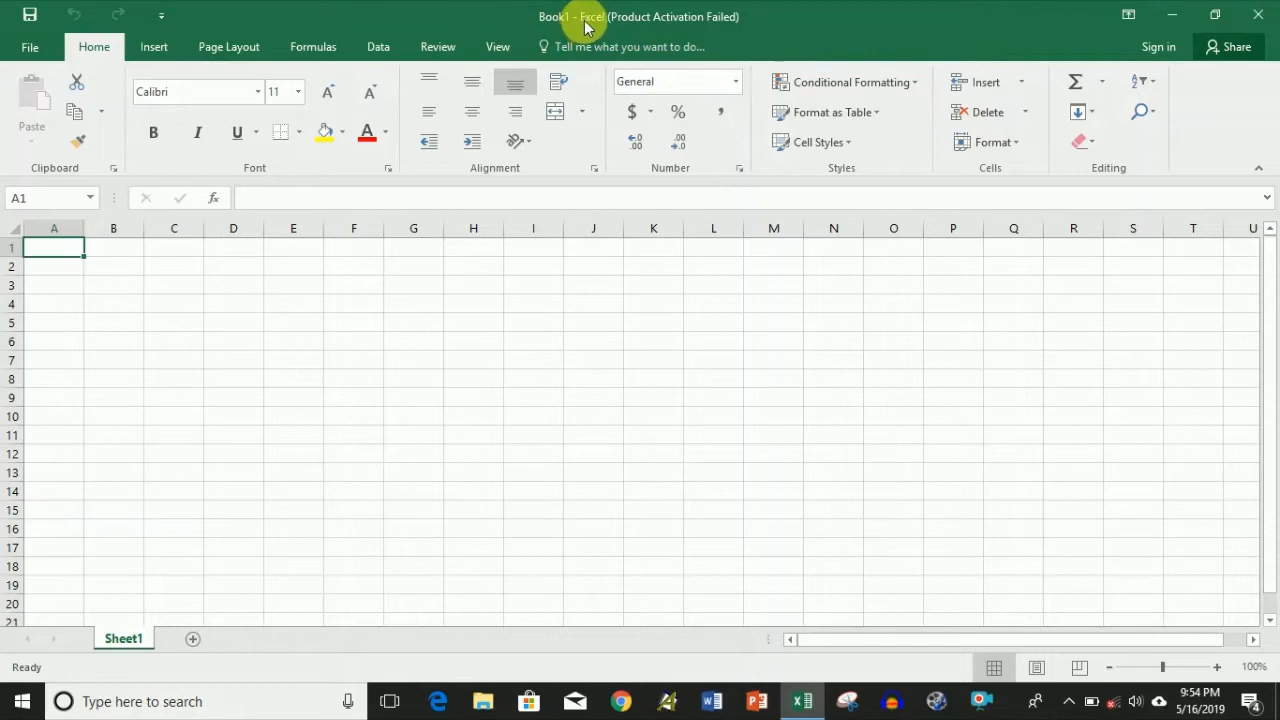 Book1 - Excel (Product Activation Failed)
File Home Insert Page Layout Formulas Data Review View Tell me what you want to do... Sign in Share
Paste
Calibri 11
B I U A
General
$ % ,
Conditional Formatting
Format as Table
Cell Styles
Insert
Delete
Format
Clipboard Font Alignment Number Styles Cells Editing
A1 fx
A B C D E F G H I J K L M N O P Q R S T U
1
2
3
4
5
6
7
8
9
10
11
12
13
14
15
16
17
18
19
20
21
Sheet1
Ready 100%
Type here to search
9:54 PM
5/16/2019
4